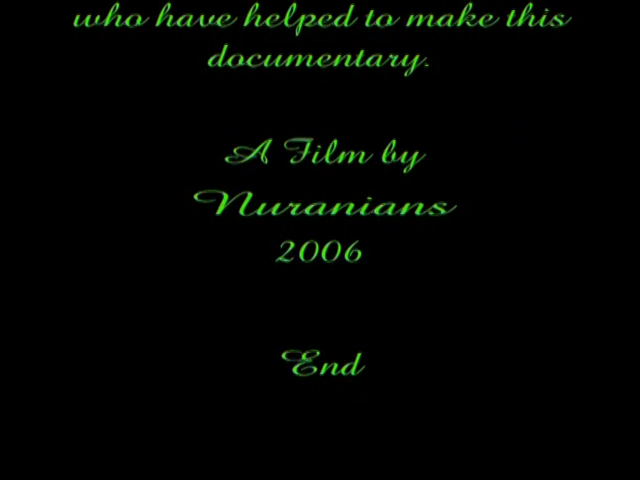 who have helped to make this
documentary.
A Film by
Nuranians
2006
End